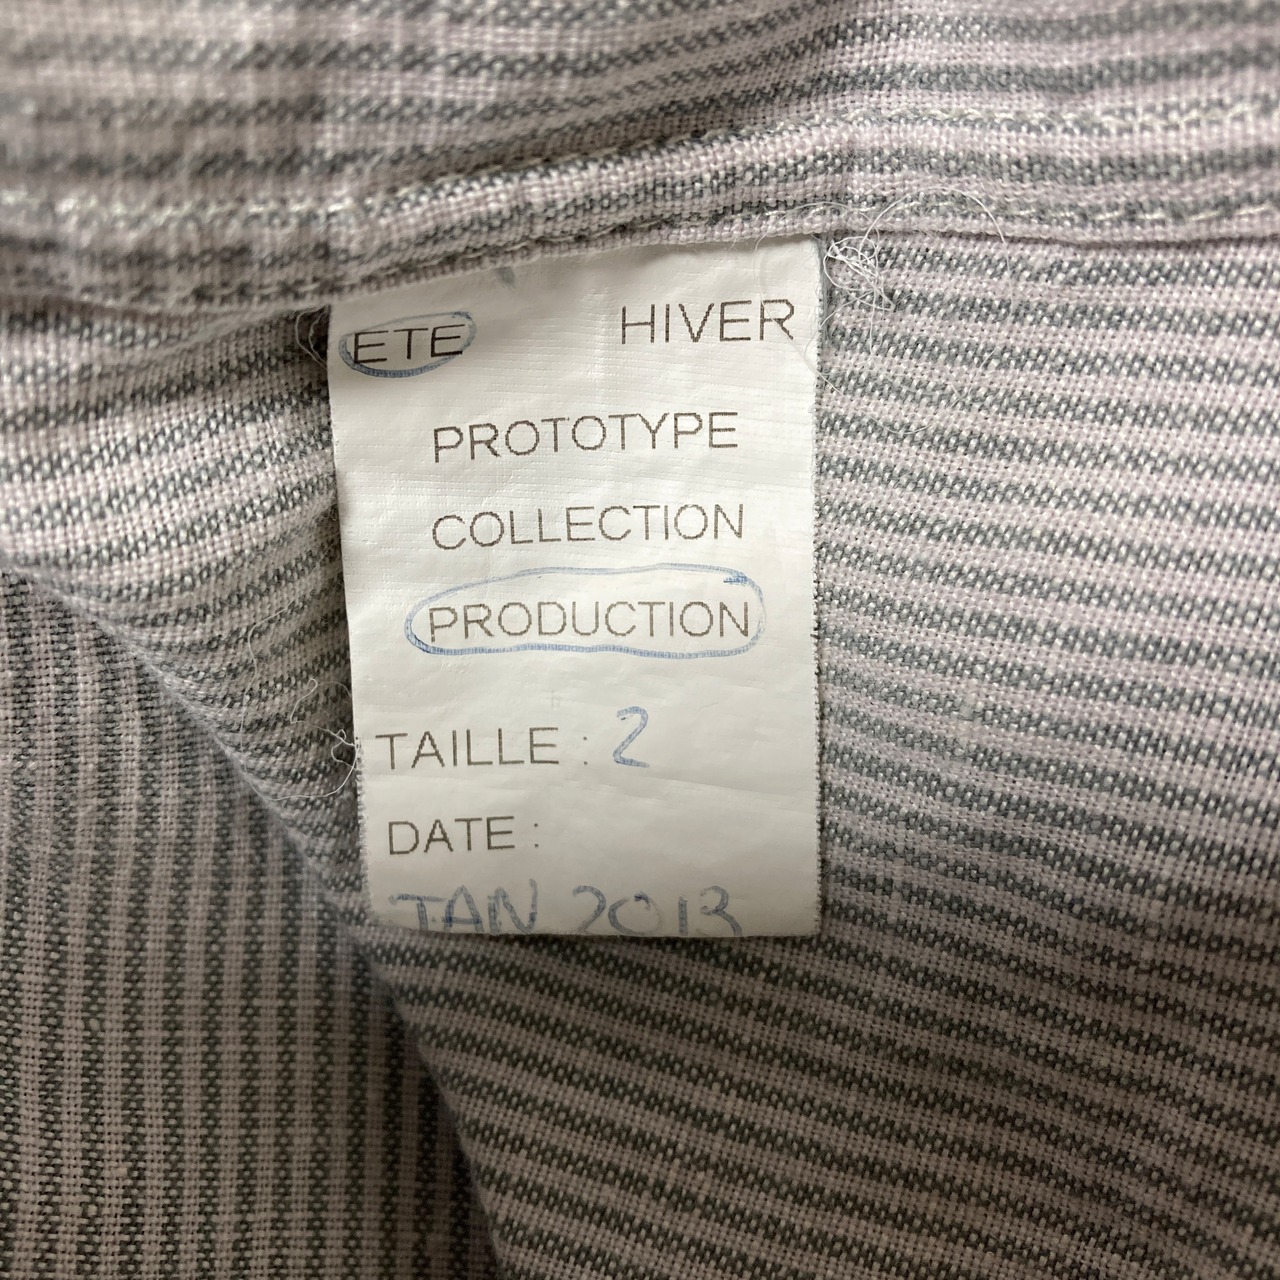 ETE HIVER
PROTOTYPE
COLLECTION
PRODUCTION
TAILLE : 2
DATE :
JAN 2013